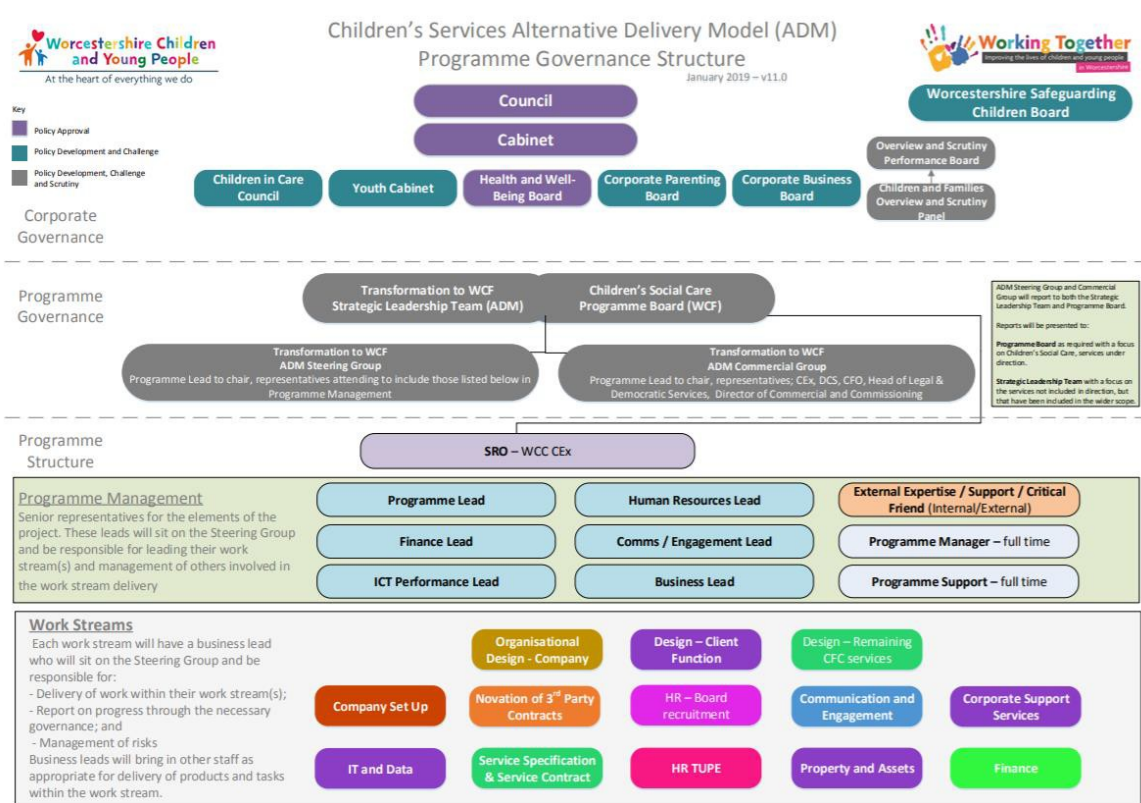 Worcestershire Children
and Young People
At the heart of everything we do
Children's Services Alternative Delivery Model (ADM)
Programme Governance Structure
January 2019 – v11.0
Working Together
Improving the lives of children and young people
in Worcestershire
Key
Policy Approval
Policy Development and Challenge
Policy Development, Challenge
and Scrutiny
Council
Cabinet
Worcestershire Safeguarding
Children Board
Overview and Scrutiny
Performance Board
Children and Families
Overview and Scrutiny
Panel
Children in Care
Council
Youth Cabinet
Health and Well-
Being Board
Corporate Parenting
Board
Corporate Business
Board
Corporate
Governance
Programme
Governance
Transformation to WCF
Strategic Leadership Team (ADM)
Children's Social Care
Programme Board (WCF)
Transformation to WCF
ADM Steering Group
Programme Lead to chair, representatives attending to include those listed below in
Programme Management
Transformation to WCF
ADM Commercial Group
Programme Lead to chair, representatives; CEx, DCS, CFO, Head of Legal &
Democratic Services, Director of Commercial and Commissioning
ADM Steering Group and Commercial
Group will report to both the Strategic
Leadership Team and Programme Board.
Reports will be presented to:
Programme Board as required with a focus
on Children's Social Care, services under
direction.
Strategic Leadership Team with a focus on
the services not included in direction, but
that have been included in the wider scope.
Programme
Structure
SRO – WCC CEx
Programme Management
Senior representatives for the elements of the
project. These leads will sit on the Steering Group
and be responsible for leading their work
stream(s) and management of others involved in
the work stream delivery
Programme Lead
Human Resources Lead
External Expertise / Support / Critical
Friend (Internal/External)
Finance Lead
Comms / Engagement Lead
Programme Manager – full time
ICT Performance Lead
Business Lead
Programme Support – full time
Work Streams
Each work stream will have a business lead
who will sit on the Steering Group and be
responsible for:
- Delivery of work within their work stream(s);
- Report on progress through the necessary
governance; and
- Management of risks
Business leads will bring in other staff as
appropriate for delivery of products and tasks
within the work stream.
Organisational
Design - Company
Design – Client
Function
Design – Remaining
CFC services
Company Set Up
Novation of 3rd Party
Contracts
HR – Board
recruitment
Communication and
Engagement
Corporate Support
Services
IT and Data
Service Specification
& Service Contract
HR TUPE
Property and Assets
Finance